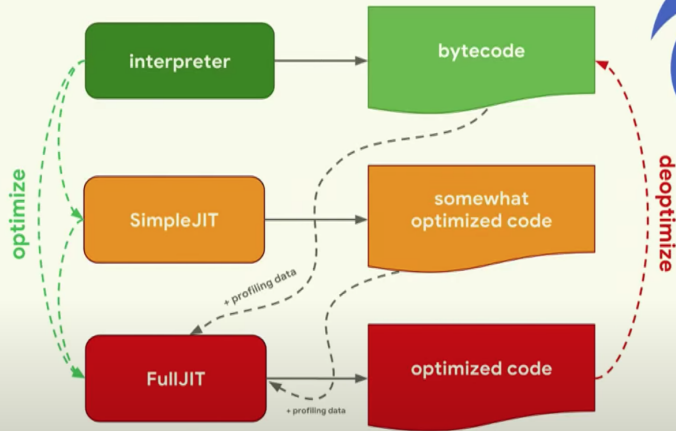 interpreter
bytecode
optimize
deoptimize
SimpleJIT
somewhat
optimized code
+ profiling data
FullJIT
optimized code
+ profiling data